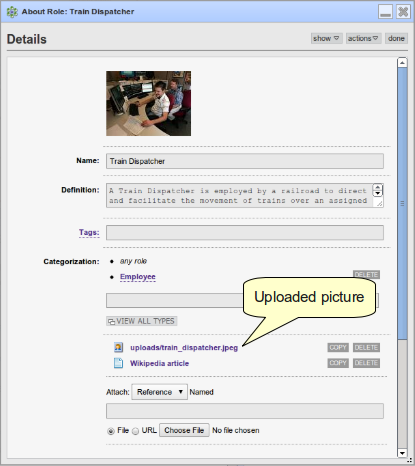 About Role: Train Dispatcher
Details
show actions done
Name: Train Dispatcher
Definition: A Train Dispatcher is employed by a railroad to direct
and facilitate the movement of trains over an assigned
Tags:
Categorization: any role
Employee DELETE
Uploaded picture
VIEW ALL TYPES
uploads/train_dispatcher.jpeg COPY DELETE
Wikipedia article COPY DELETE
Attach: Reference Named
File URL Choose File No file chosen